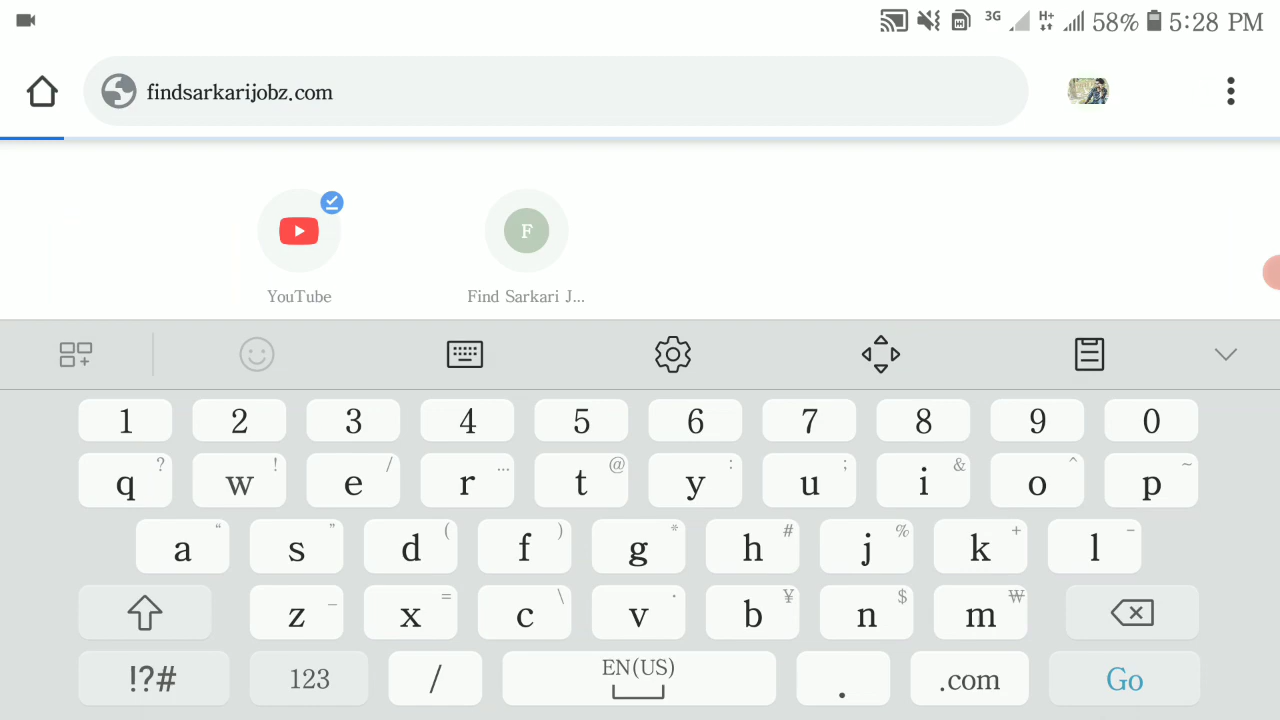 3G H+ 58% 5:28 PM
findsarkarijobz.com
F
YouTube Find Sarkari J...
1 2 3 4 5 6 7 8 9 0
? ! / ... @ : ; & ^ ~
q w e r t y u i o p
“ ” ( ) * # % + -
a s d f g h j k l
_ = \ · ¥ $ ₩
z x c v b n m
!?# 123 / EN(US) . .com Go